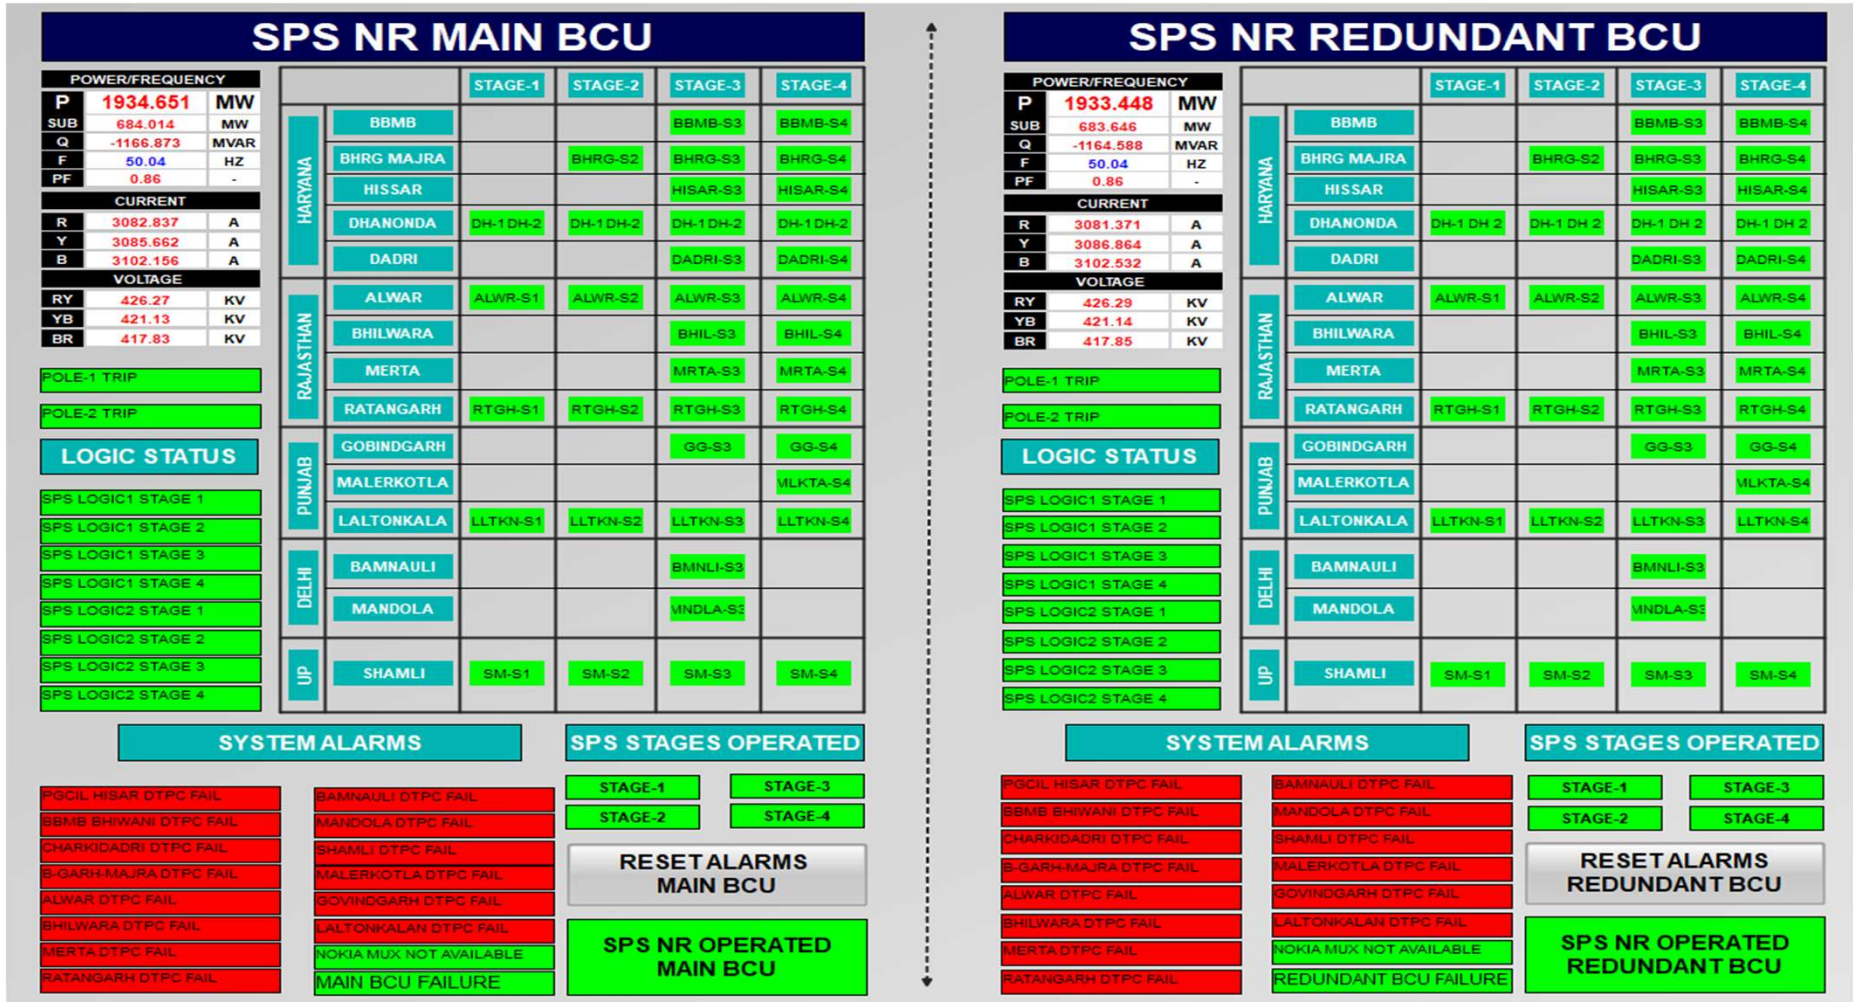 SPS NR MAIN BCU
POWER/FREQUENCY
P 1934.651 MW
SUB 684.014 MW
Q -1166.873 MVAR
F 50.04 HZ
PF 0.86 -
CURRENT
R 3082.837 A
Y 3085.662 A
B 3102.156 A
VOLTAGE
RY 426.27 KV
YB 421.13 KV
BR 417.83 KV
POLE-1 TRIP
POLE-2 TRIP
LOGIC STATUS
SPS LOGIC1 STAGE 1
SPS LOGIC1 STAGE 2
SPS LOGIC1 STAGE 3
SPS LOGIC1 STAGE 4
SPS LOGIC2 STAGE 1
SPS LOGIC2 STAGE 2
SPS LOGIC2 STAGE 3
SPS LOGIC2 STAGE 4
STAGE-1 STAGE-2 STAGE-3 STAGE-4
HARYANA
BBMB BBMB-S3 BBMB-S4
BHRG MAJRA BHRG-S2 BHRG-S3 BHRG-S4
HISSAR HISAR-S3 HISAR-S4
DHANONDA DH-1 DH-2 DH-1 DH-2 DH-1 DH-2 DH-1 DH-2
DADRI DADRI-S3 DADRI-S4
RAJASTHAN
ALWAR ALWR-S1 ALWR-S2 ALWR-S3 ALWR-S4
BHILWARA BHIL-S3 BHIL-S4
MERTA MRTA-S3 MRTA-S4
RATANGARH RTGH-S1 RTGH-S2 RTGH-S3 RTGH-S4
PUNJAB
GOBINDGARH GG-S3 GG-S4
MALERKOTLA MLKTA-S4
LALTONKALA LLTKN-S1 LLTKN-S2 LLTKN-S3 LLTKN-S4
DELHI
BAMNAULI BMNLI-S3
MANDOLA MNDLA-S3
UP
SHAMLI SM-S1 SM-S2 SM-S3 SM-S4
SYSTEM ALARMS
PGCIL HISAR DTPC FAIL
BBMB BHIWANI DTPC FAIL
CHARKIDADRI DTPC FAIL
B-GARH-MAJRA DTPC FAIL
ALWAR DTPC FAIL
BHILWARA DTPC FAIL
MERTA DTPC FAIL
RATANGARH DTPC FAIL
BAMNAULI DTPC FAIL
MANDOLA DTPC FAIL
SHAMLI DTPC FAIL
MALERKOTLA DTPC FAIL
GOVINDGARH DTPC FAIL
LALTONKALAN DTPC FAIL
NOKIA MUX NOT AVAILABLE
MAIN BCU FAILURE
SPS STAGES OPERATED
STAGE-1 STAGE-3
STAGE-2 STAGE-4
RESET ALARMS
MAIN BCU
SPS NR OPERATED
MAIN BCU
SPS NR REDUNDANT BCU
POWER/FREQUENCY
P 1933.448 MW
SUB 683.646 MW
Q -1164.588 MVAR
F 50.04 HZ
PF 0.86 -
CURRENT
R 3081.371 A
Y 3086.864 A
B 3102.532 A
VOLTAGE
RY 426.29 KV
YB 421.14 KV
BR 417.85 KV
POLE-1 TRIP
POLE-2 TRIP
LOGIC STATUS
SPS LOGIC1 STAGE 1
SPS LOGIC1 STAGE 2
SPS LOGIC1 STAGE 3
SPS LOGIC1 STAGE 4
SPS LOGIC2 STAGE 1
SPS LOGIC2 STAGE 2
SPS LOGIC2 STAGE 3
SPS LOGIC2 STAGE 4
STAGE-1 STAGE-2 STAGE-3 STAGE-4
HARYANA
BBMB BBMB-S3 BBMB-S4
BHRG MAJRA BHRG-S2 BHRG-S3 BHRG-S4
HISSAR HISAR-S3 HISAR-S4
DHANONDA DH-1 DH 2 DH-1 DH 2 DH-1 DH 2 DH-1 DH 2
DADRI DADRI-S3 DADRI-S4
RAJASTHAN
ALWAR ALWR-S1 ALWR-S2 ALWR-S3 ALWR-S4
BHILWARA BHIL-S3 BHIL-S4
MERTA MRTA-S3 MRTA-S4
RATANGARH RTGH-S1 RTGH-S2 RTGH-S3 RTGH-S4
PUNJAB
GOBINDGARH GG-S3 GG-S4
MALERKOTLA MLKTA-S4
LALTONKALA LLTKN-S1 LLTKN-S2 LLTKN-S3 LLTKN-S4
DELHI
BAMNAULI BMNLI-S3
MANDOLA MNDLA-S3
UP
SHAMLI SM-S1 SM-S2 SM-S3 SM-S4
SYSTEM ALARMS
PGCIL HISAR DTPC FAIL
BBMB BHIWANI DTPC FAIL
CHARKIDADRI DTPC FAIL
B-GARH-MAJRA DTPC FAIL
ALWAR DTPC FAIL
BHILWARA DTPC FAIL
MERTA DTPC FAIL
RATANGARH DTPC FAIL
BAMNAULI DTPC FAIL
MANDOLA DTPC FAIL
SHAMLI DTPC FAIL
MALERKOTLA DTPC FAIL
GOVINDGARH DTPC FAIL
LALTONKALAN DTPC FAIL
NOKIA MUX NOT AVAILABLE
REDUNDANT BCU FAILURE
SPS STAGES OPERATED
STAGE-1 STAGE-3
STAGE-2 STAGE-4
RESET ALARMS
REDUNDANT BCU
SPS NR OPERATED
REDUNDANT BCU